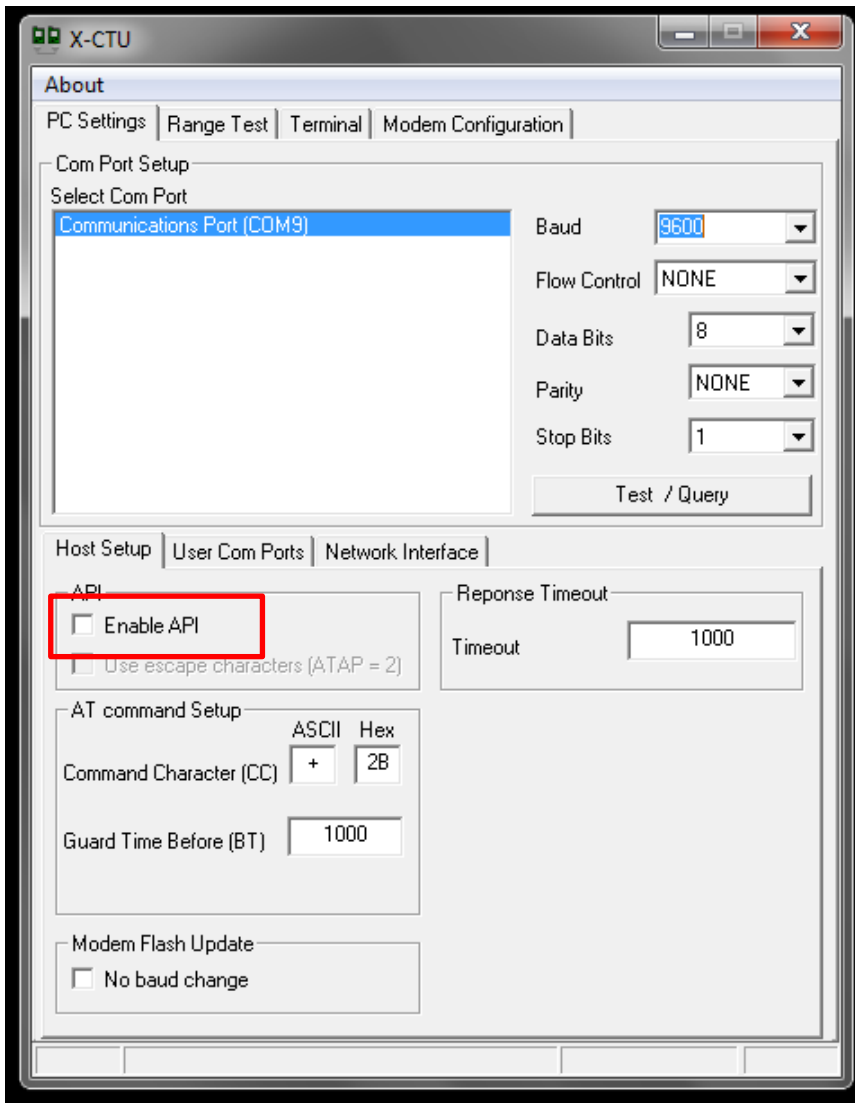 X-CTU
About
PC Settings Range Test Terminal Modem Configuration
Com Port Setup
Select Com Port
Communications Port (COM9)
Baud 9600
Flow Control NONE
Data Bits 8
Parity NONE
Stop Bits 1
Test / Query
Host Setup User Com Ports Network Interface
API
Enable API
Use escape characters (ATAP = 2)
Reponse Timeout
Timeout 1000
AT command Setup
ASCII Hex
Command Character (CC) + 2B
Guard Time Before (BT) 1000
Modem Flash Update
No baud change